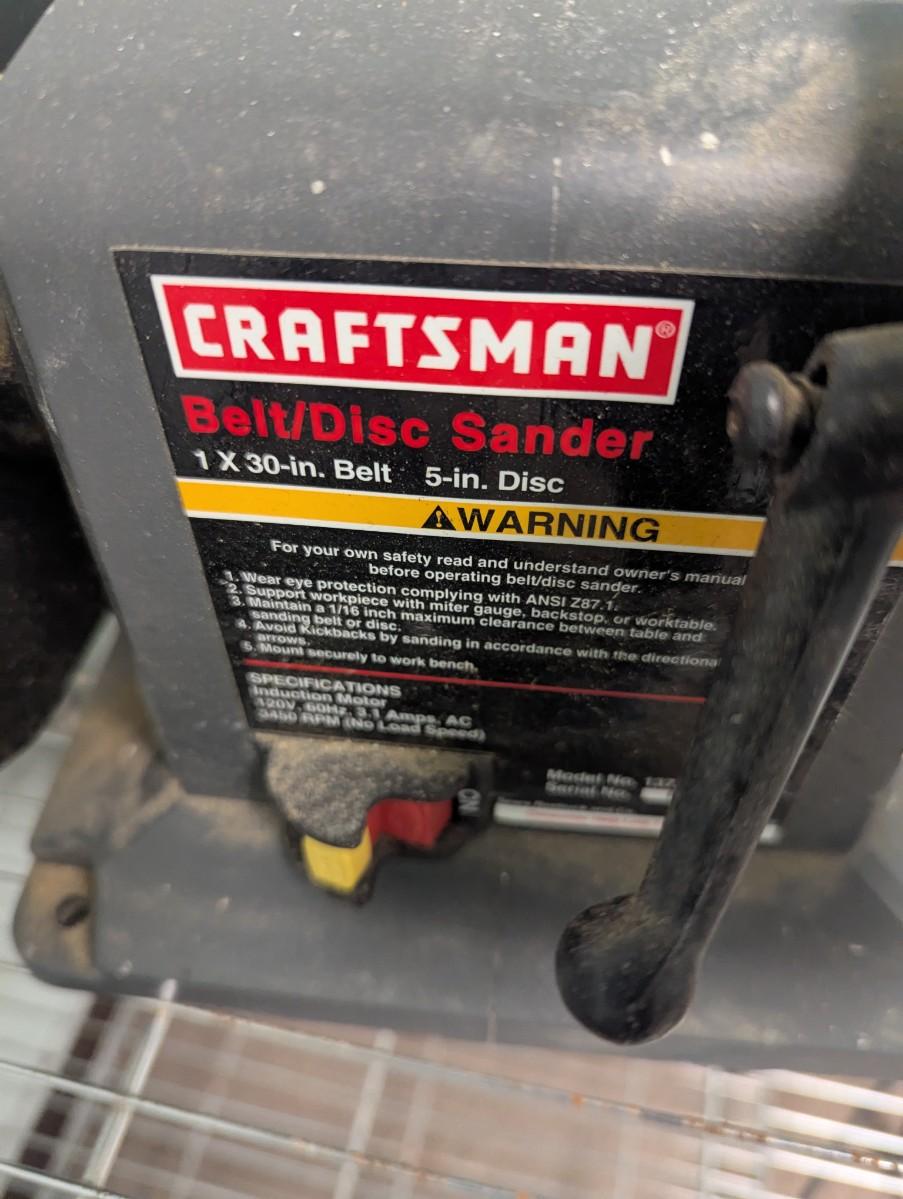 CRAFTSMAN®
Belt/Disc Sander
1 X 30-in. Belt 5-in. Disc
WARNING
For your own safety read and understand owner's manual
before operating belt/disc sander.
1. Wear eye protection complying with ANSI Z87.1.
2. Support workpiece with miter gauge, backstop, or worktable.
3. Maintain a 1/16 inch maximum clearance between table and
sanding belt or disc.
4. Avoid Kickbacks by sanding in accordance with the directional
arrows.
5. Mount securely to work bench.
SPECIFICATIONS
Induction Motor
120V, 60Hz, 3.1 Amps, AC
3450 RPM (No Load Speed)
Model No.
Serial No.
ON